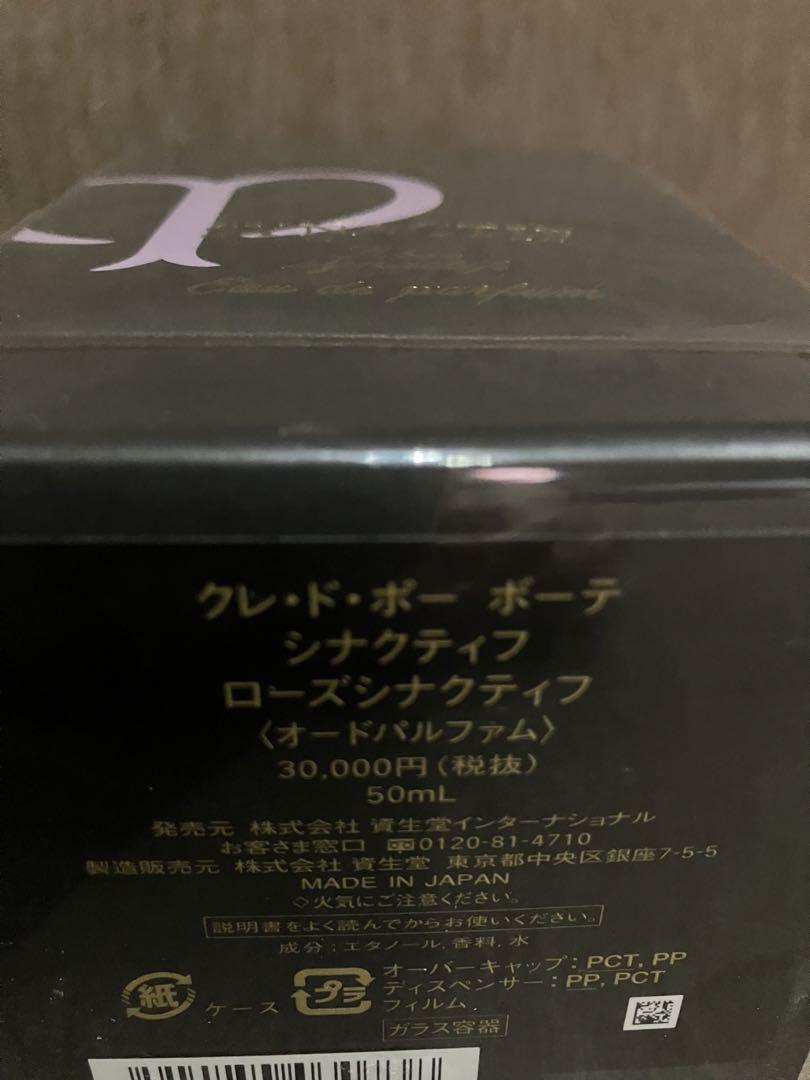 Eau de parfum
クレ・ド・ポー ボーテ
シナクティフ
ローズシナクティフ
〈オードパルファム〉
30,000円（税抜）
50mL
発売元 株式会社 資生堂インターナショナル
お客さま窓口 0120-81-4710
製造販売元 株式会社 資生堂 東京都中央区銀座7-5-5
MADE IN JAPAN
◇火気にご注意ください。
説明書をよく読んでからお使いください。
成分：エタノール, 香料, 水
紙 ケース
プラ オーバーキャップ：PCT, PP
ディスペンサー：PP, PCT
フィルム
ガラス容器